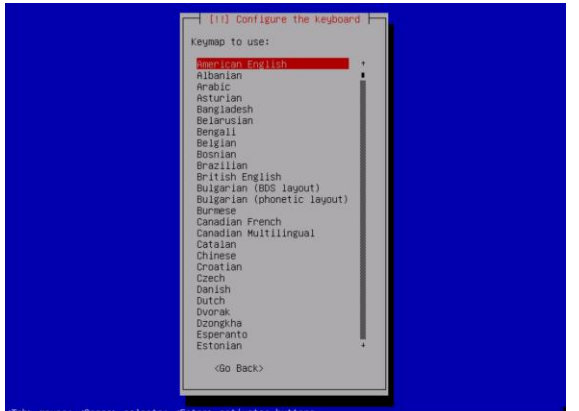 [!!] Configure the keyboard
Keymap to use:
American English
Albanian
Arabic
Asturian
Bangladesh
Belarusian
Bengali
Belgian
Bosnian
Brazilian
British English
Bulgarian (BDS layout)
Bulgarian (phonetic layout)
Burmese
Canadian French
Canadian Multilingual
Catalan
Chinese
Croatian
Czech
Danish
Dutch
Dvorak
Dzongkha
Esperanto
Estonian
<Go Back>